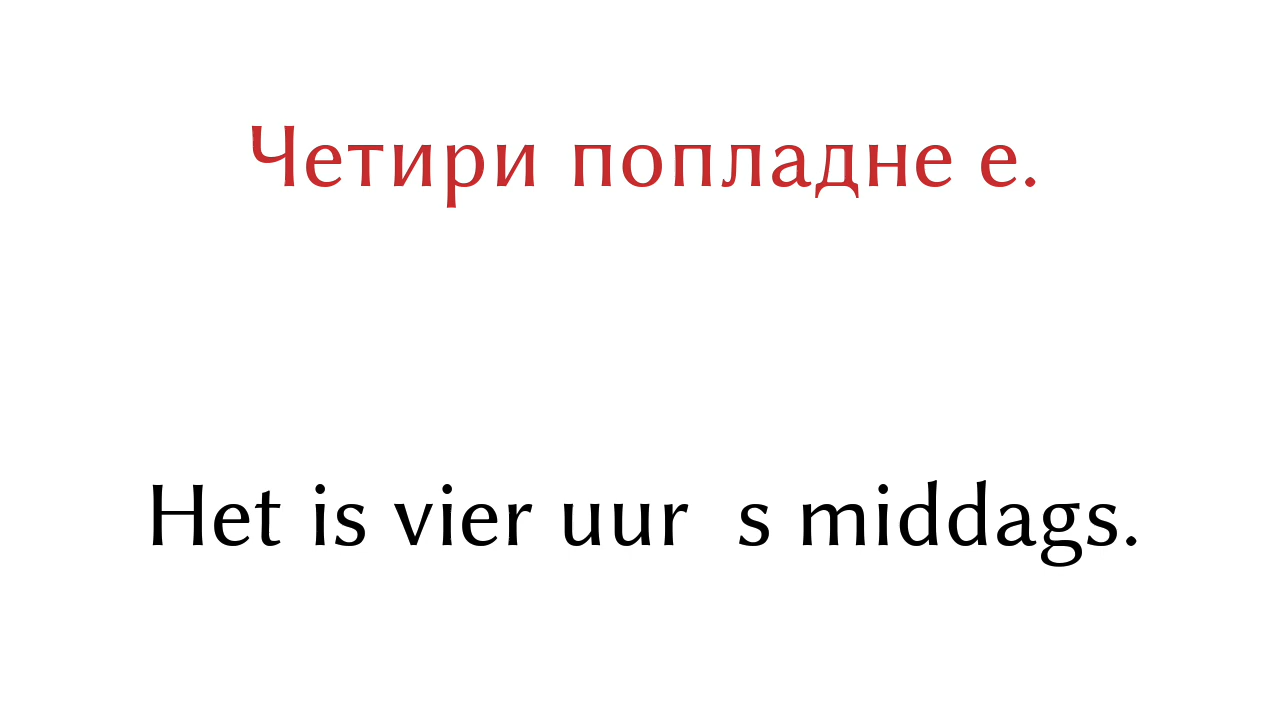 Четири попладне е.
Het is vier uur  s middags.